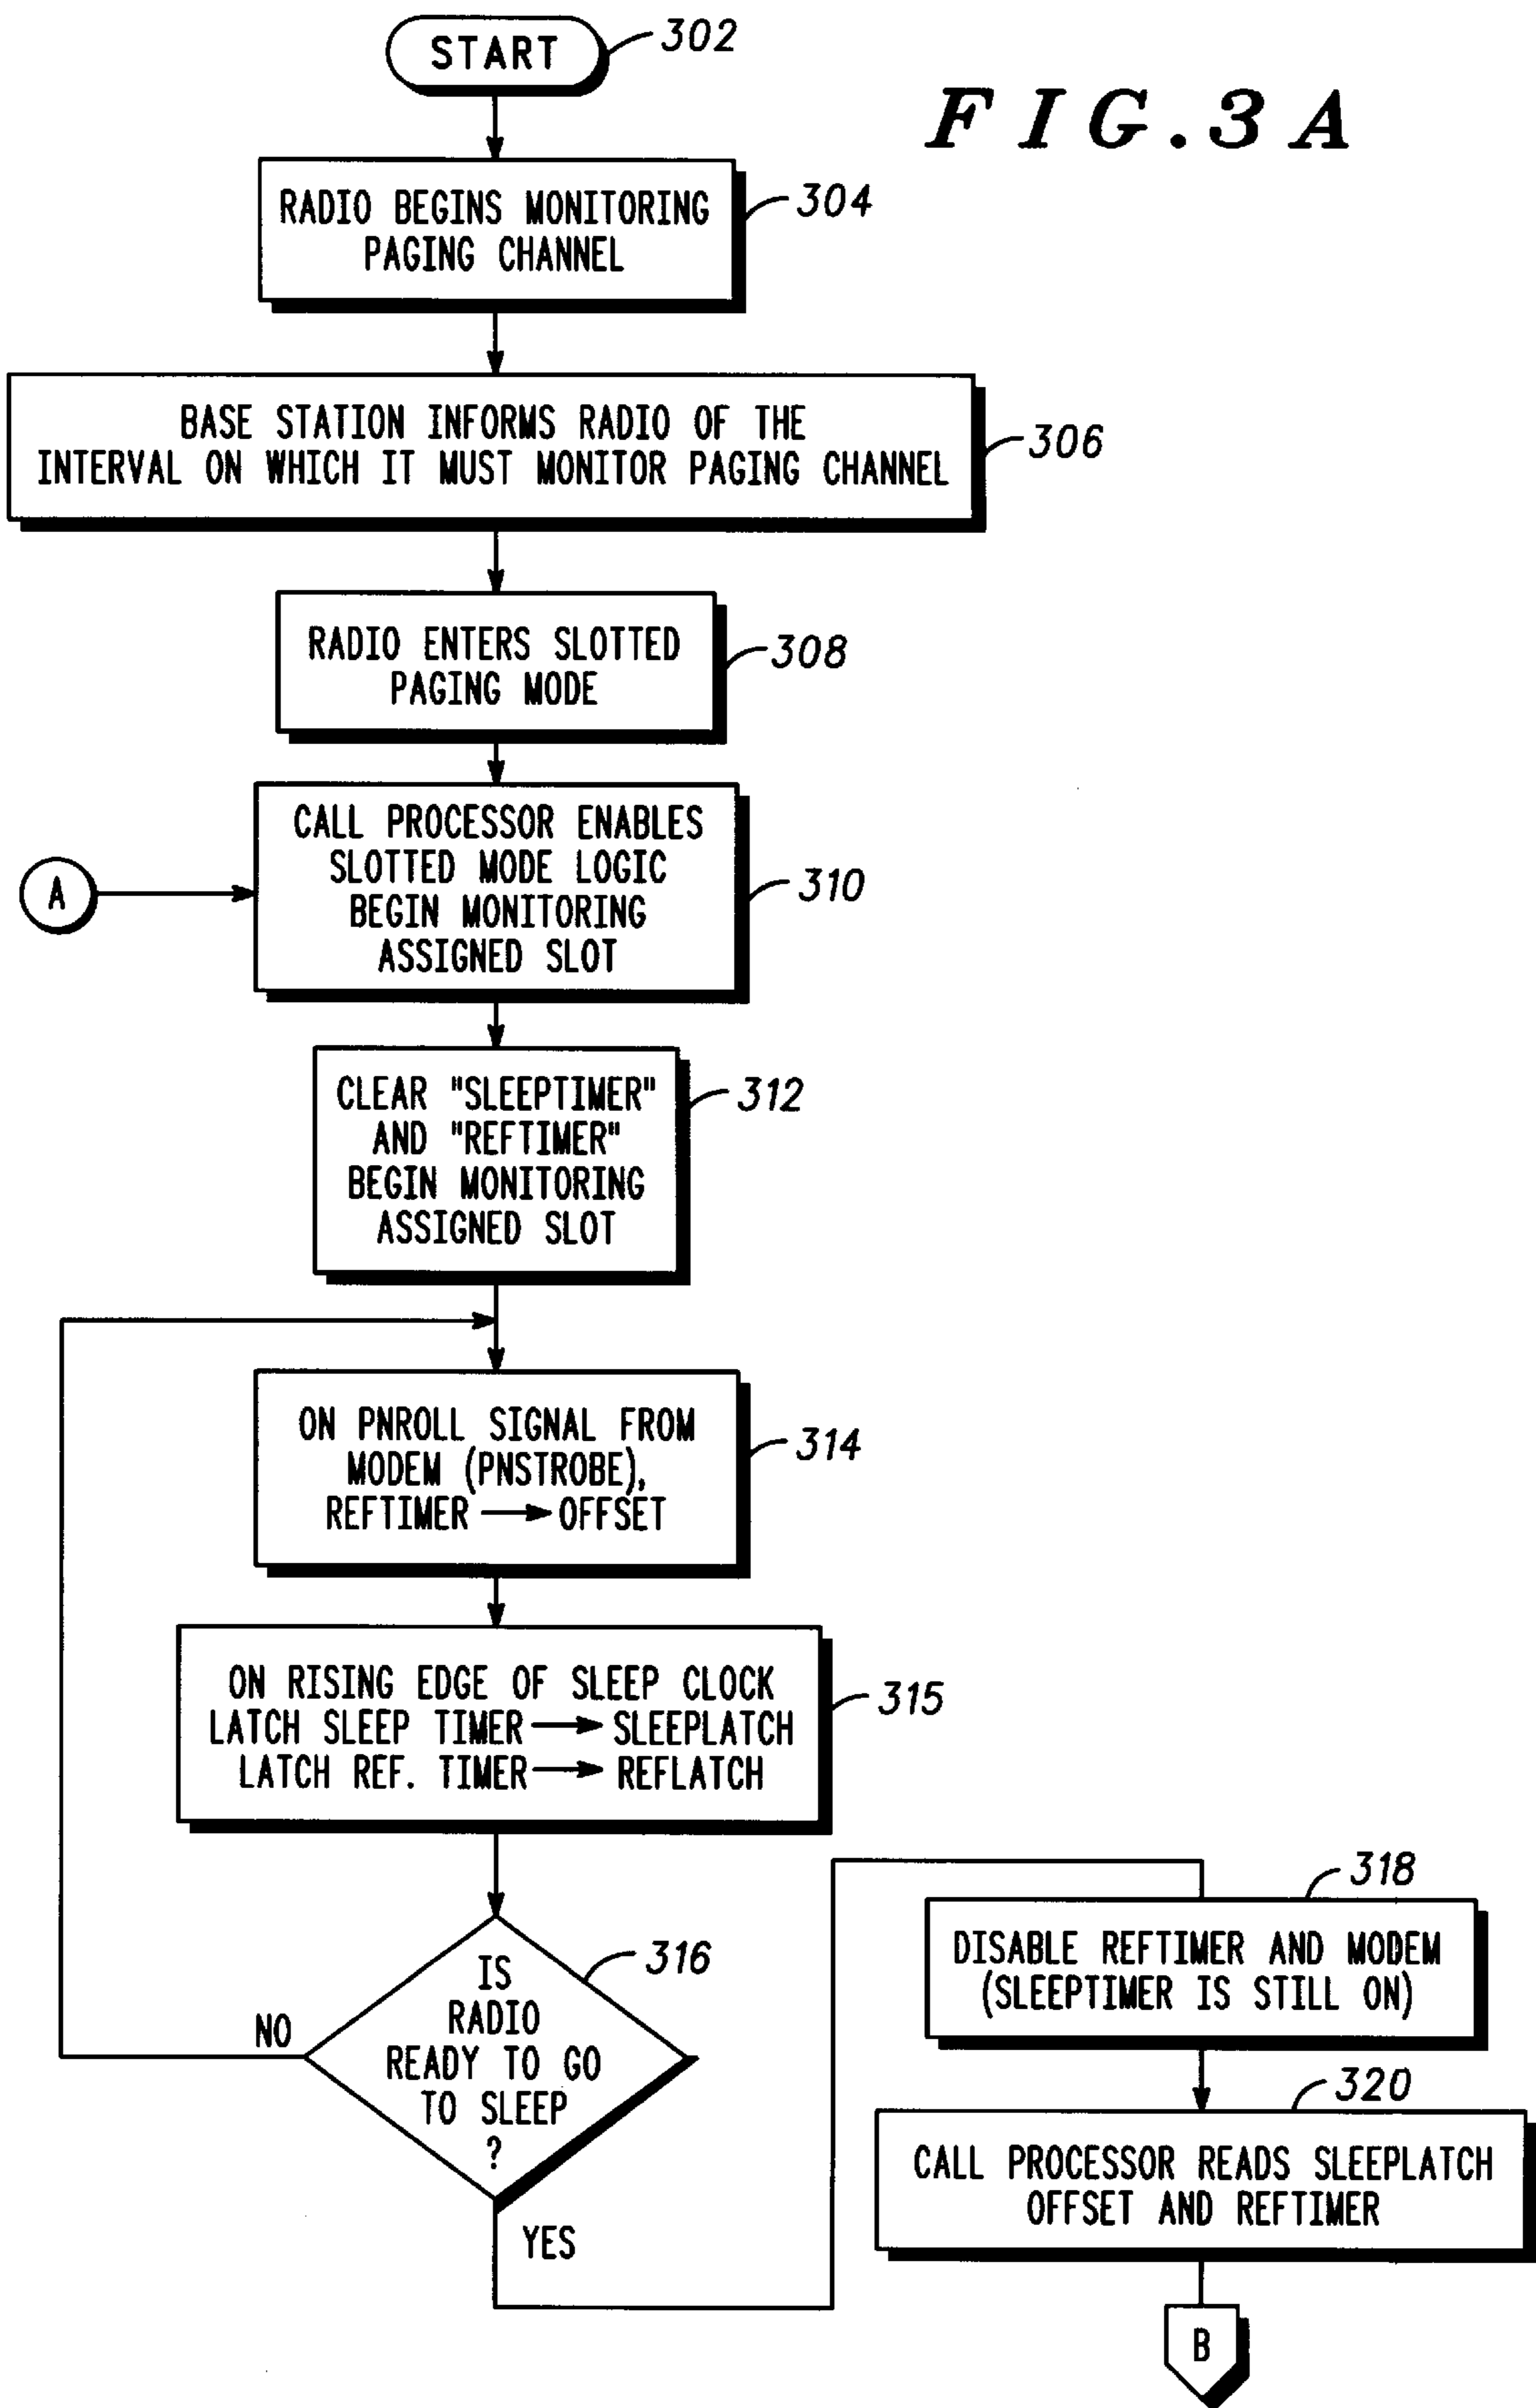 START
302
FIG. 3A
RADIO BEGINS MONITORING
PAGING CHANNEL
304
BASE STATION INFORMS RADIO OF THE
INTERVAL ON WHICH IT MUST MONITOR PAGING CHANNEL
306
RADIO ENTERS SLOTTED
PAGING MODE
308
CALL PROCESSOR ENABLES
SLOTTED MODE LOGIC
BEGIN MONITORING
ASSIGNED SLOT
310
A
CLEAR "SLEEPTIMER"
AND "REFTIMER"
BEGIN MONITORING
ASSIGNED SLOT
312
ON PNROLL SIGNAL FROM
MODEM (PNSTROBE),
REFTIMER → OFFSET
314
ON RISING EDGE OF SLEEP CLOCK
LATCH SLEEP TIMER → SLEEPLATCH
LATCH REF. TIMER → REFLATCH
315
IS
RADIO
READY TO GO
TO SLEEP
?
316
NO
YES
318
DISABLE REFTIMER AND MODEM
(SLEEPTIMER IS STILL ON)
320
CALL PROCESSOR READS SLEEPLATCH
OFFSET AND REFTIMER
B